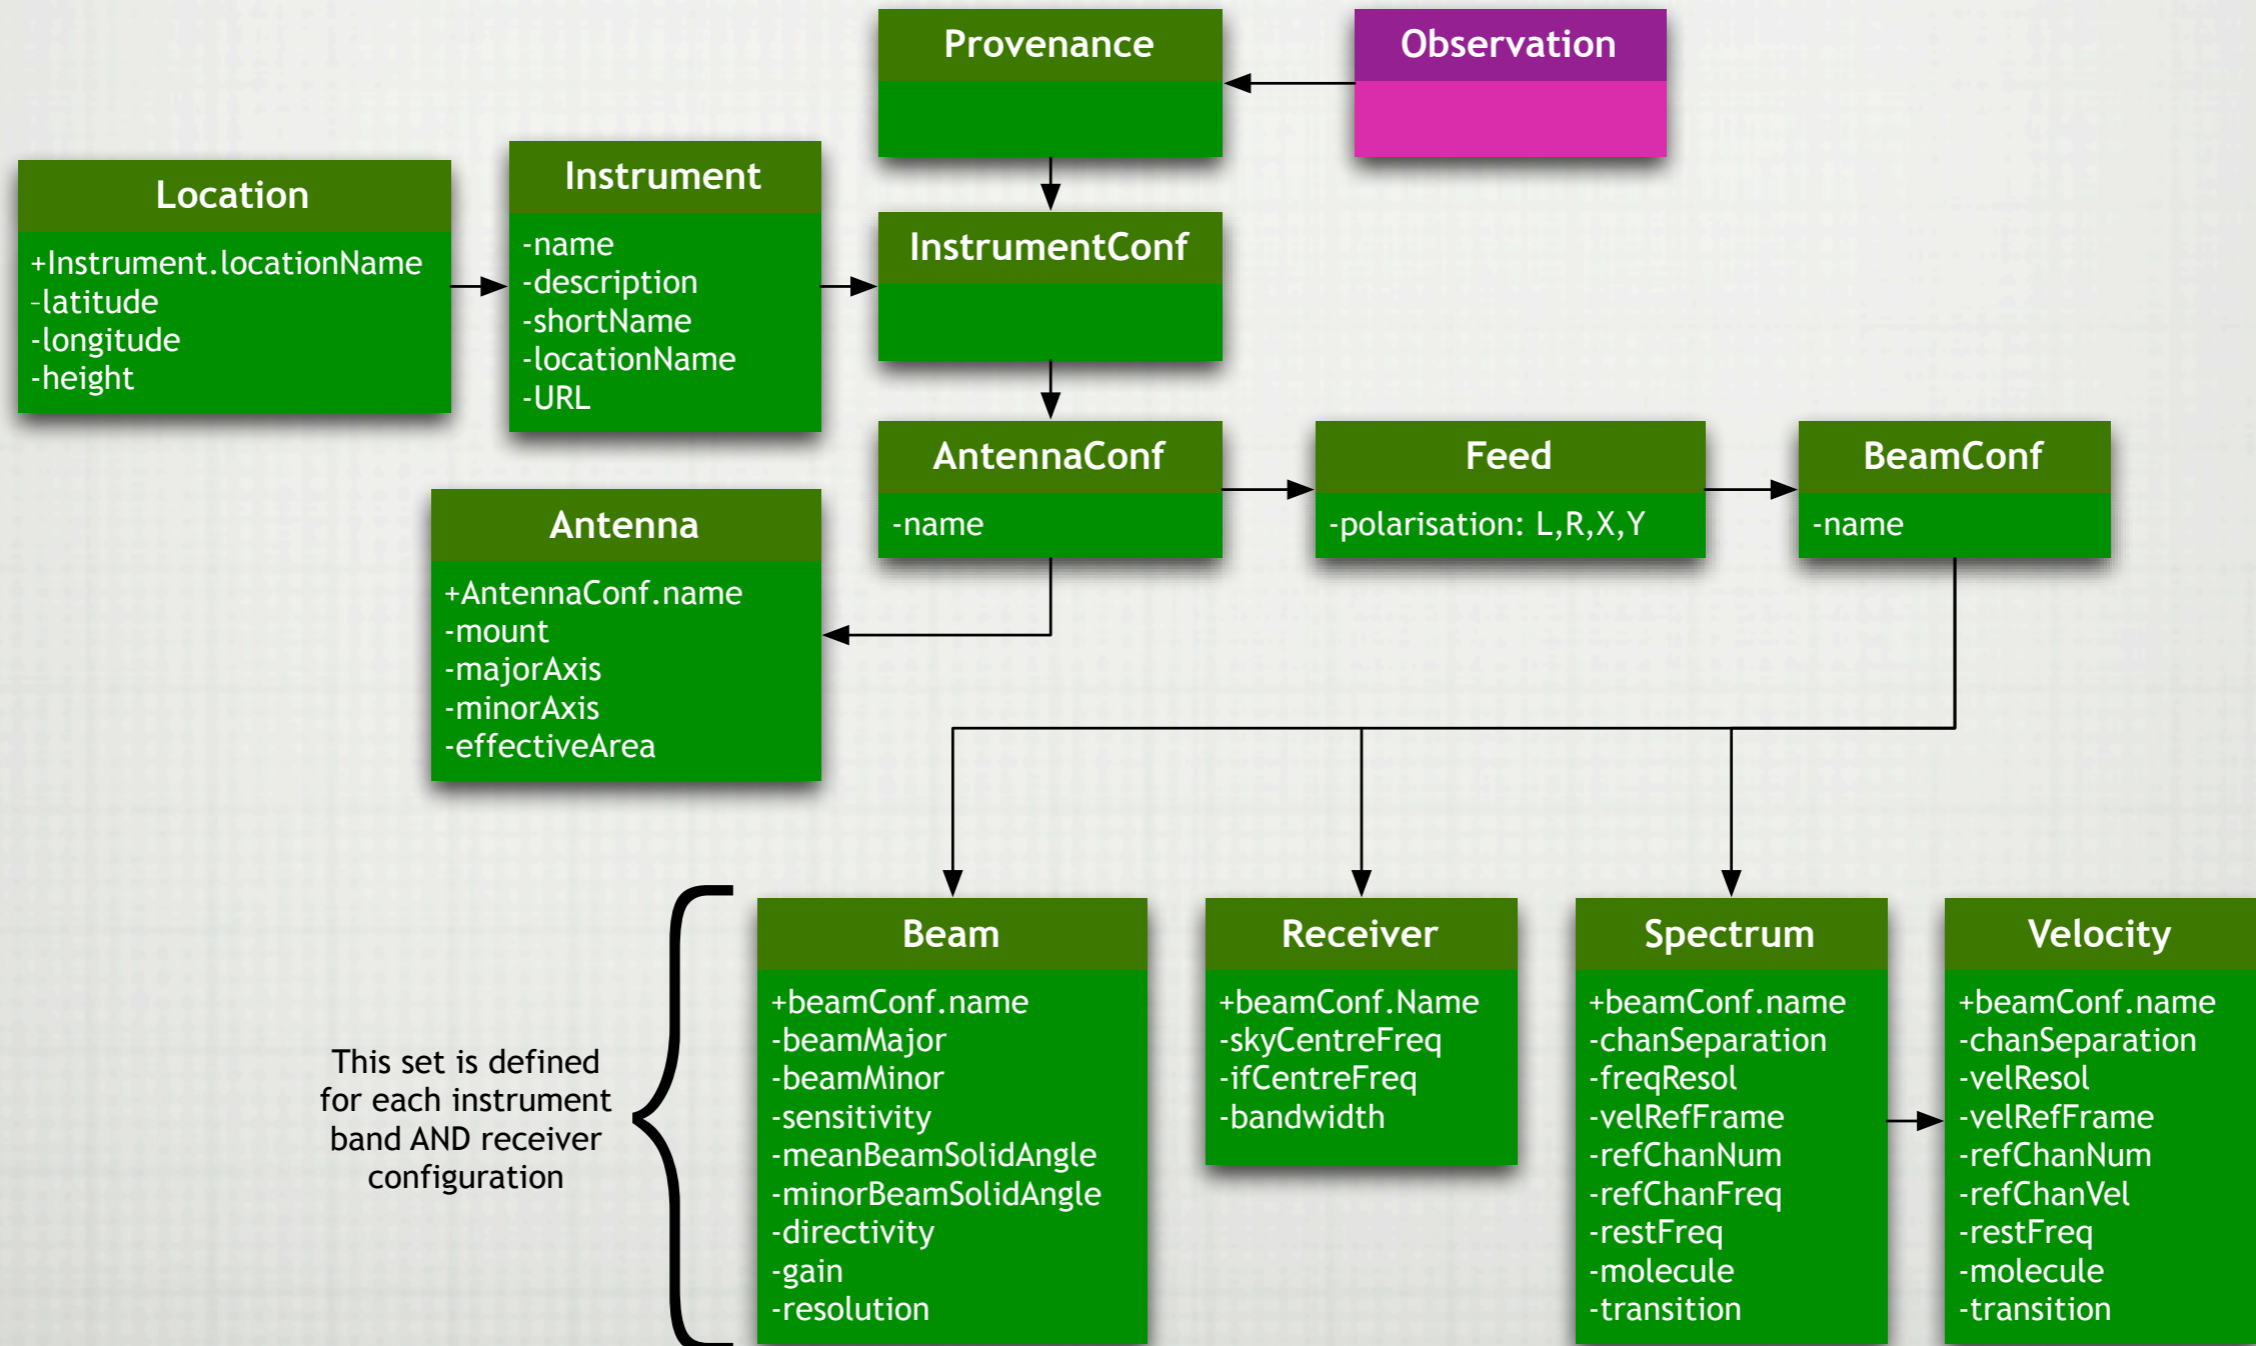 Provenance
Observation
Location
+Instrument.locationName
-latitude
-longitude
-height
Instrument
-name
-description
-shortName
-locationName
-URL
InstrumentConf
AntennaConf
-name
Feed
-polarisation: L,R,X,Y
BeamConf
-name
Antenna
+AntennaConf.name
-mount
-majorAxis
-minorAxis
-effectiveArea
This set is defined
for each instrument
band AND receiver
configuration
Beam
+beamConf.name
-beamMajor
-beamMinor
-sensitivity
-meanBeamSolidAngle
-minorBeamSolidAngle
-directivity
-gain
-resolution
Receiver
+beamConf.Name
-skyCentreFreq
-ifCentreFreq
-bandwidth
Spectrum
+beamConf.name
-chanSeparation
-freqResol
-velRefFrame
-refChanNum
-refChanFreq
-restFreq
-molecule
-transition
Velocity
+beamConf.name
-chanSeparation
-velResol
-velRefFrame
-refChanNum
-refChanVel
-restFreq
-molecule
-transition